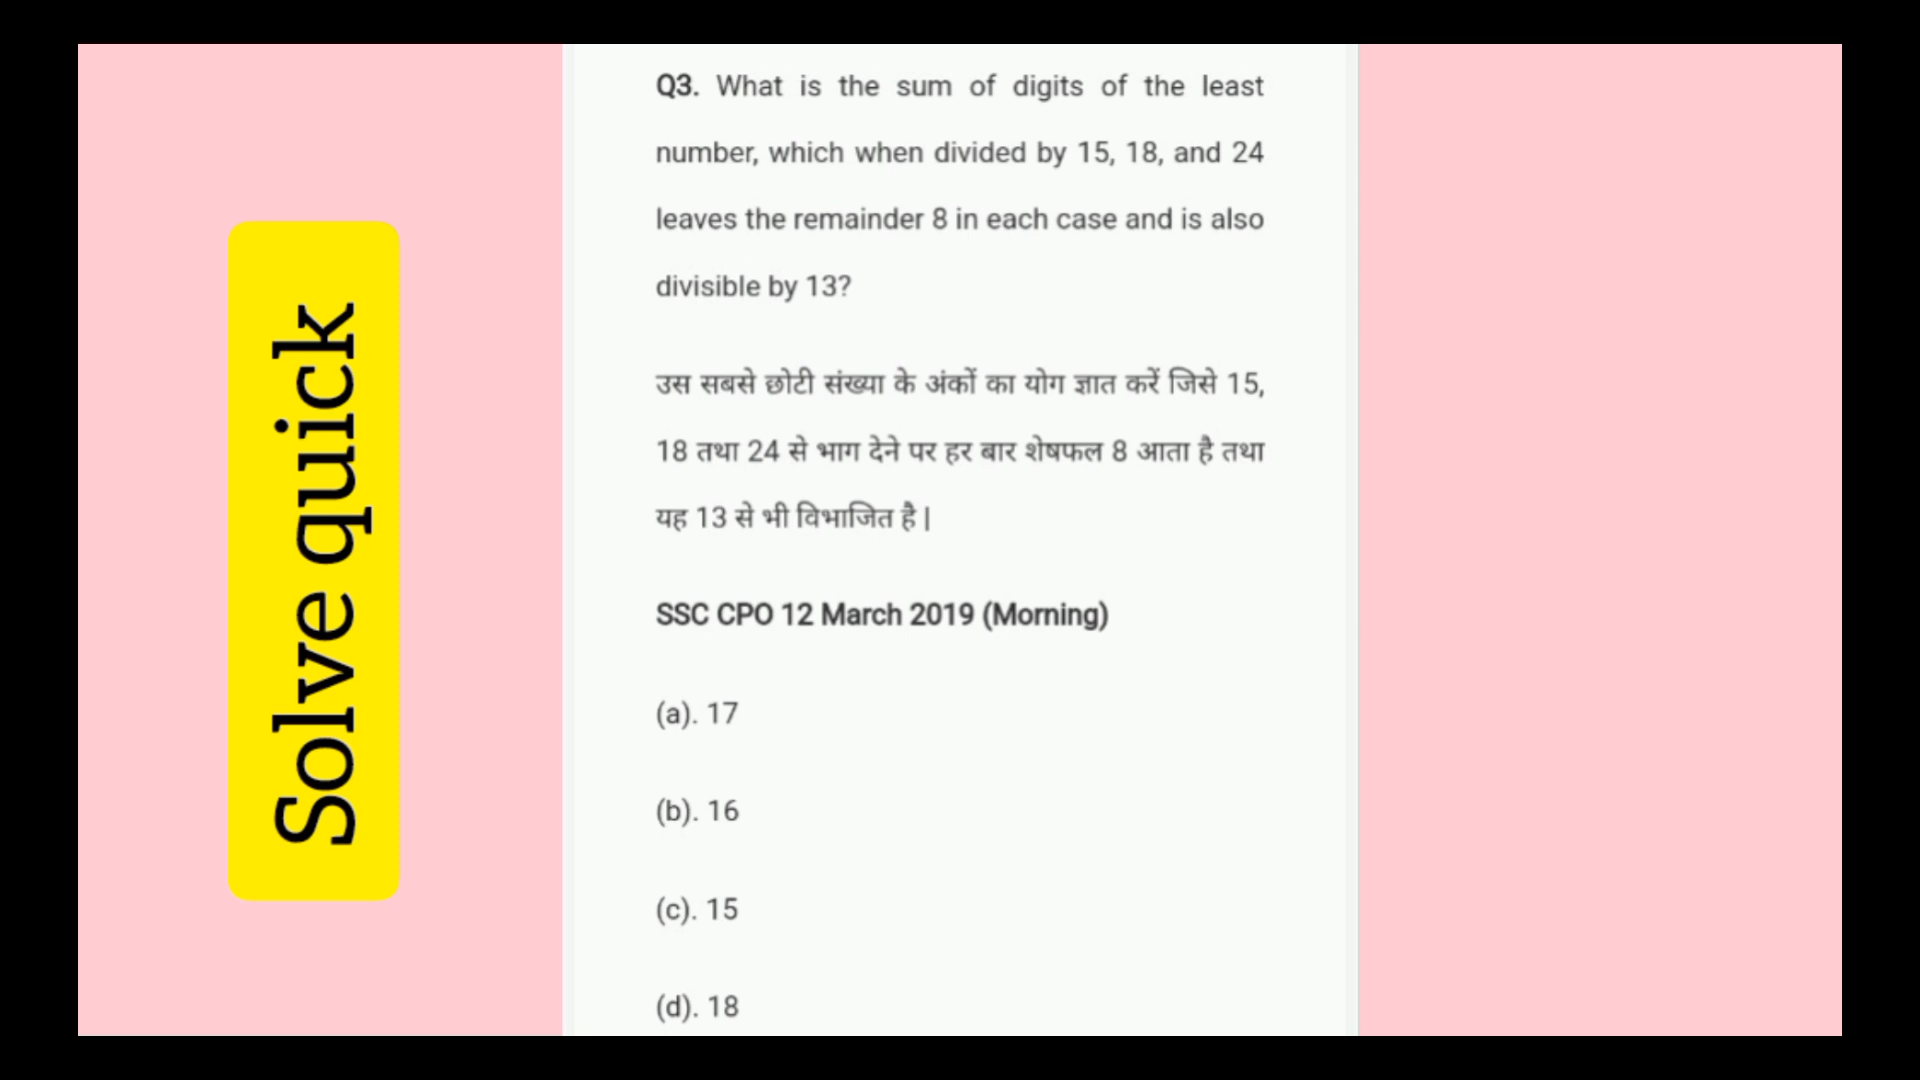 Solve quick
Q3. What is the sum of digits of the least
number, which when divided by 15, 18, and 24
leaves the remainder 8 in each case and is also
divisible by 13?
उस सबसे छोटी संख्या के अंकों का योग ज्ञात करें जिसे 15,
18 तथा 24 से भाग देने पर हर बार शेषफल 8 आता है तथा
यह 13 से भी विभाजित है |
SSC CPO 12 March 2019 (Morning)
(a). 17
(b). 16
(c). 15
(d). 18